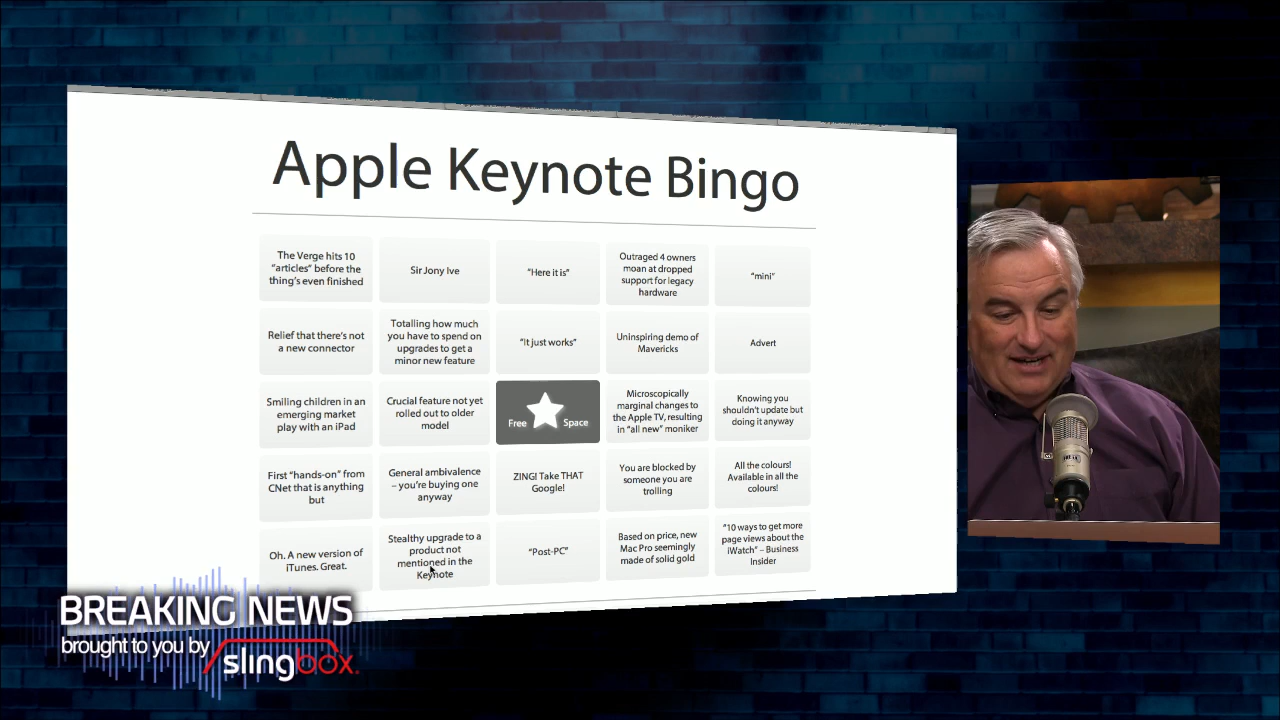 Apple Keynote Bingo
The Verge hits 10
"articles" before the
thing's even finished
Sir Jony Ive
"Here it is"
Outraged 4 owners
moan at dropped
support for legacy
hardware
"mini"
Relief that there's not
a new connector
Totalling how much
you have to spend on
upgrades to get a
minor new feature
"It just works"
Uninspiring demo of
Mavericks
Advert
Smiling children in an
emerging market
play with an iPad
Crucial feature not yet
rolled out to older
model
Free Space
Microscopically
marginal changes to
the Apple TV, resulting
in "all new" moniker
Knowing you
shouldn't update but
doing it anyway
First "hands-on" from
CNet that is anything
but
General ambivalence
– you're buying one
anyway
ZING! Take THAT
Google!
You are blocked by
someone you are
trolling
All the colours!
Available in all the
colours!
Oh. A new version of
iTunes. Great.
Stealthy upgrade to a
product not
mentioned in the
Keynote
"Post-PC"
Based on price, new
Mac Pro seemingly
made of solid gold
"10 ways to get more
page views about the
iWatch" – Business
Insider
BREAKING NEWS
brought to you by
slingbox.